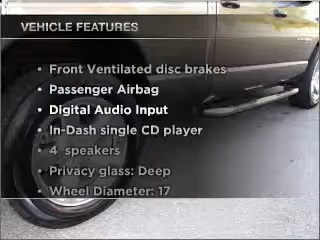 VEHICLE FEATURES
• Front Ventilated disc brakes
• Passenger Airbag
• Digital Audio Input
• In-Dash single CD player
• 4 speakers
• Privacy glass: Deep
• Wheel Diameter: 17